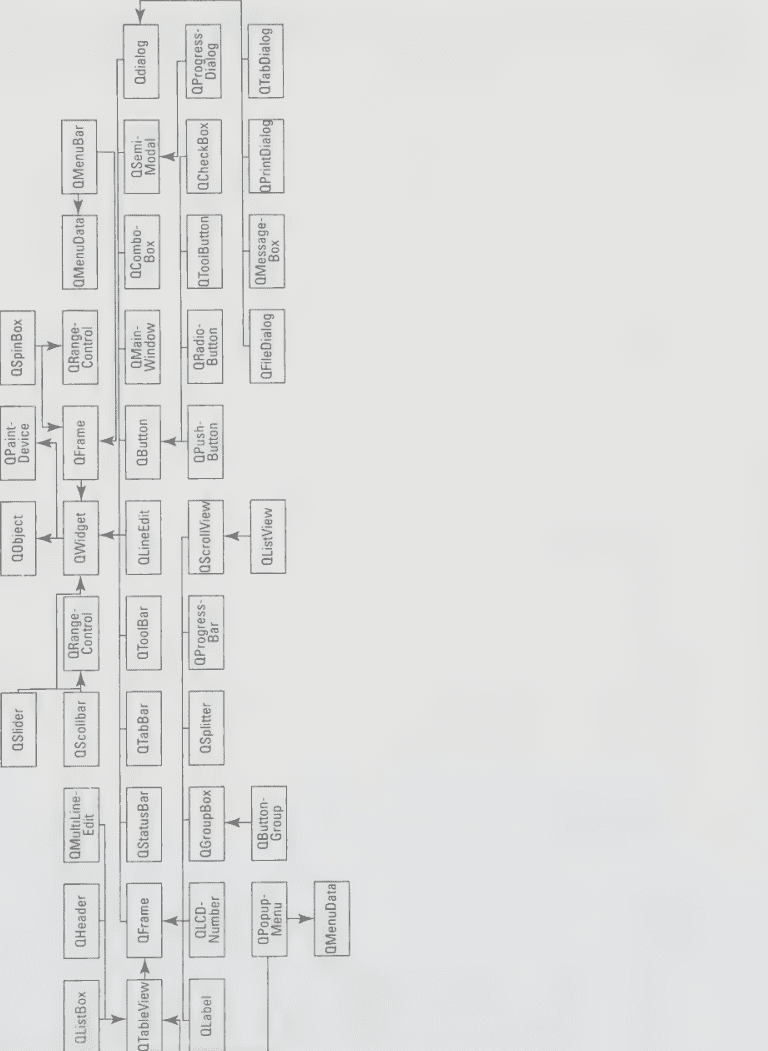 QSlider
QObject
QPaint-
Device
QSpinBox
QListBox
QHeader
QMultiLine-
Edit
QScollbar
QRange-
Control
QWidget
QFrame
QRange-
Control
QMenuData
QMenuBar
QTableView
QFrame
QStatusBar
QTabBar
QToolBar
QLineEdit
QButton
QMain-
Window
QCombo-
Box
QSemi-
Modal
Qdialog
QLabel
QLCD-
Number
QGroupBox
QSplitter
QProgress-
Bar
QScrollView
QPush-
Button
QRadio-
Button
QToolButton
QCheckBox
QProgress-
Dialog
QPopup-
Menu
QButton-
Group
QListView
QFileDialog
QMessage-
Box
QPrintDialog
QTabDialog
QMenuData